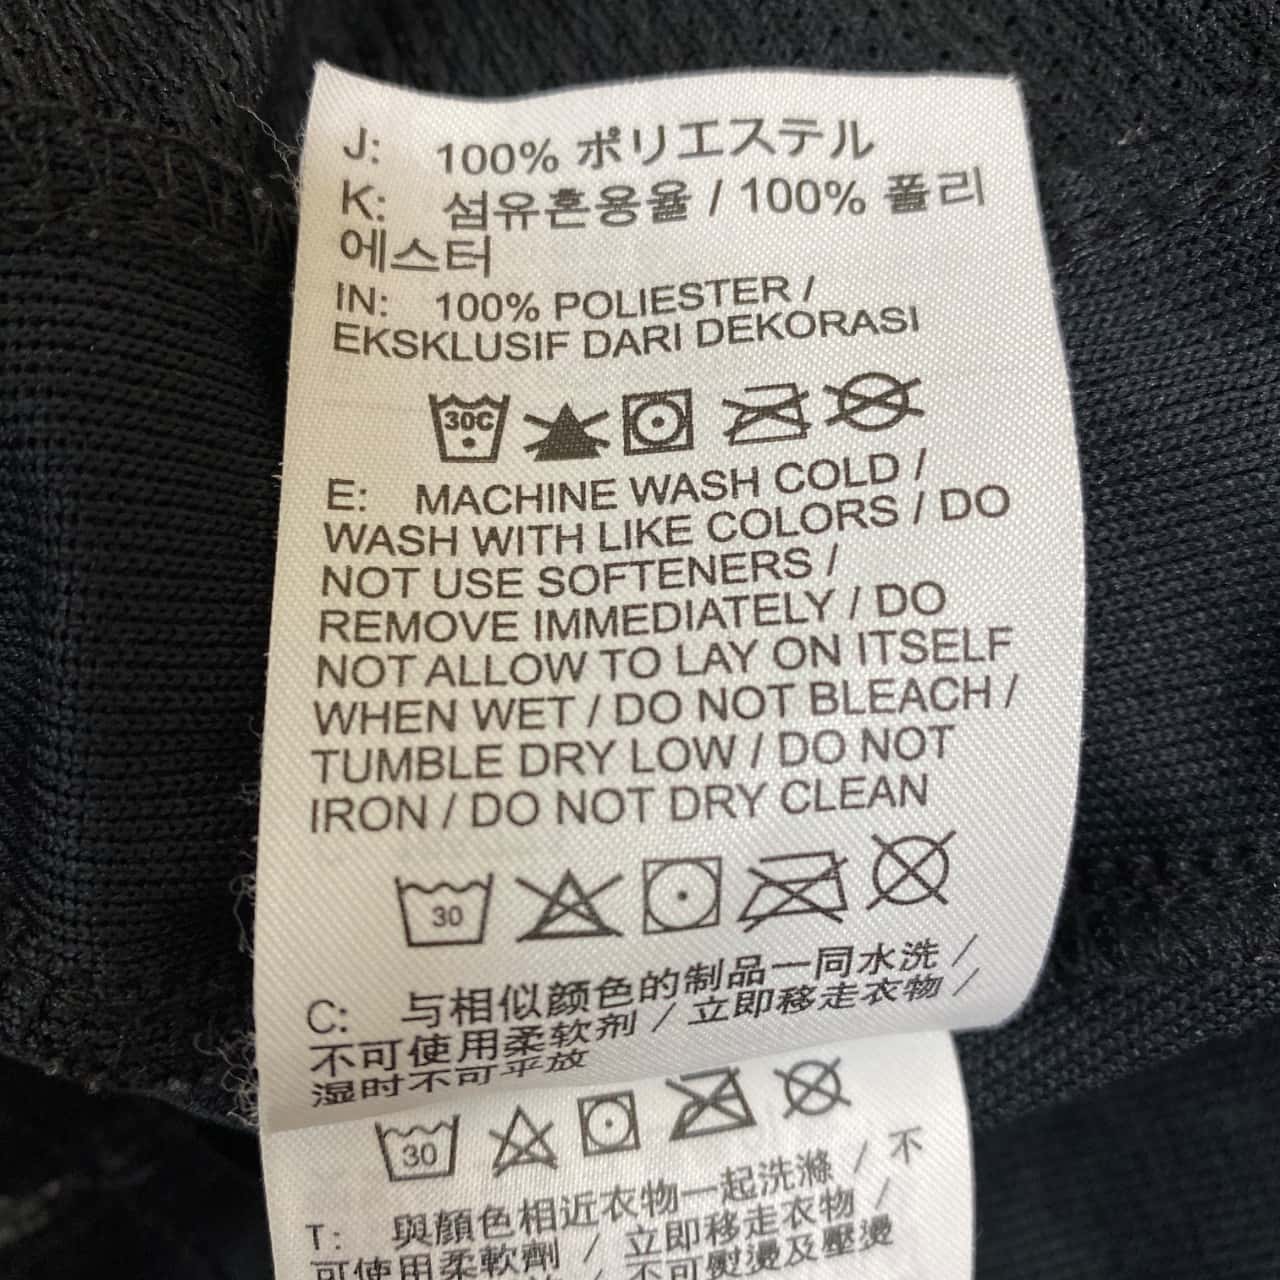 J: 100% ポリエステル
K: 섬유혼용율 / 100% 폴리
에스터
IN: 100% POLIESTER /
EKSKLUSIF DARI DEKORASI
30C
E: MACHINE WASH COLD /
WASH WITH LIKE COLORS / DO
NOT USE SOFTENERS /
REMOVE IMMEDIATELY / DO
NOT ALLOW TO LAY ON ITSELF
WHEN WET / DO NOT BLEACH /
TUMBLE DRY LOW / DO NOT
IRON / DO NOT DRY CLEAN
30
C: 与相似颜色的制品一同水洗 /
不可使用柔软剂 / 立即移走衣物 /
湿时不可平放
30
T: 與顏色相近衣物一起洗滌 / 不
可使用柔軟劑 / 立即移走衣物 /
/ 不可熨燙及壓燙